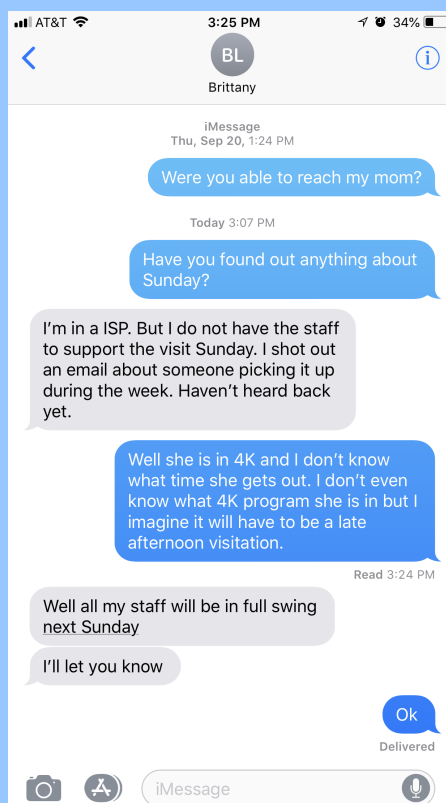 AT&T 3:25 PM 34%
BL
Brittany
iMessage
Thu, Sep 20, 1:24 PM
Were you able to reach my mom?
Today 3:07 PM
Have you found out anything about
Sunday?
I'm in a ISP. But I do not have the staff
to support the visit Sunday. I shot out
an email about someone picking it up
during the week. Haven't heard back
yet.
Well she is in 4K and I don't know
what time she gets out. I don't even
know what 4K program she is in but I
imagine it will have to be a late
afternoon visitation.
Read 3:24 PM
Well all my staff will be in full swing
next Sunday
I'll let you know
Ok
Delivered
iMessage